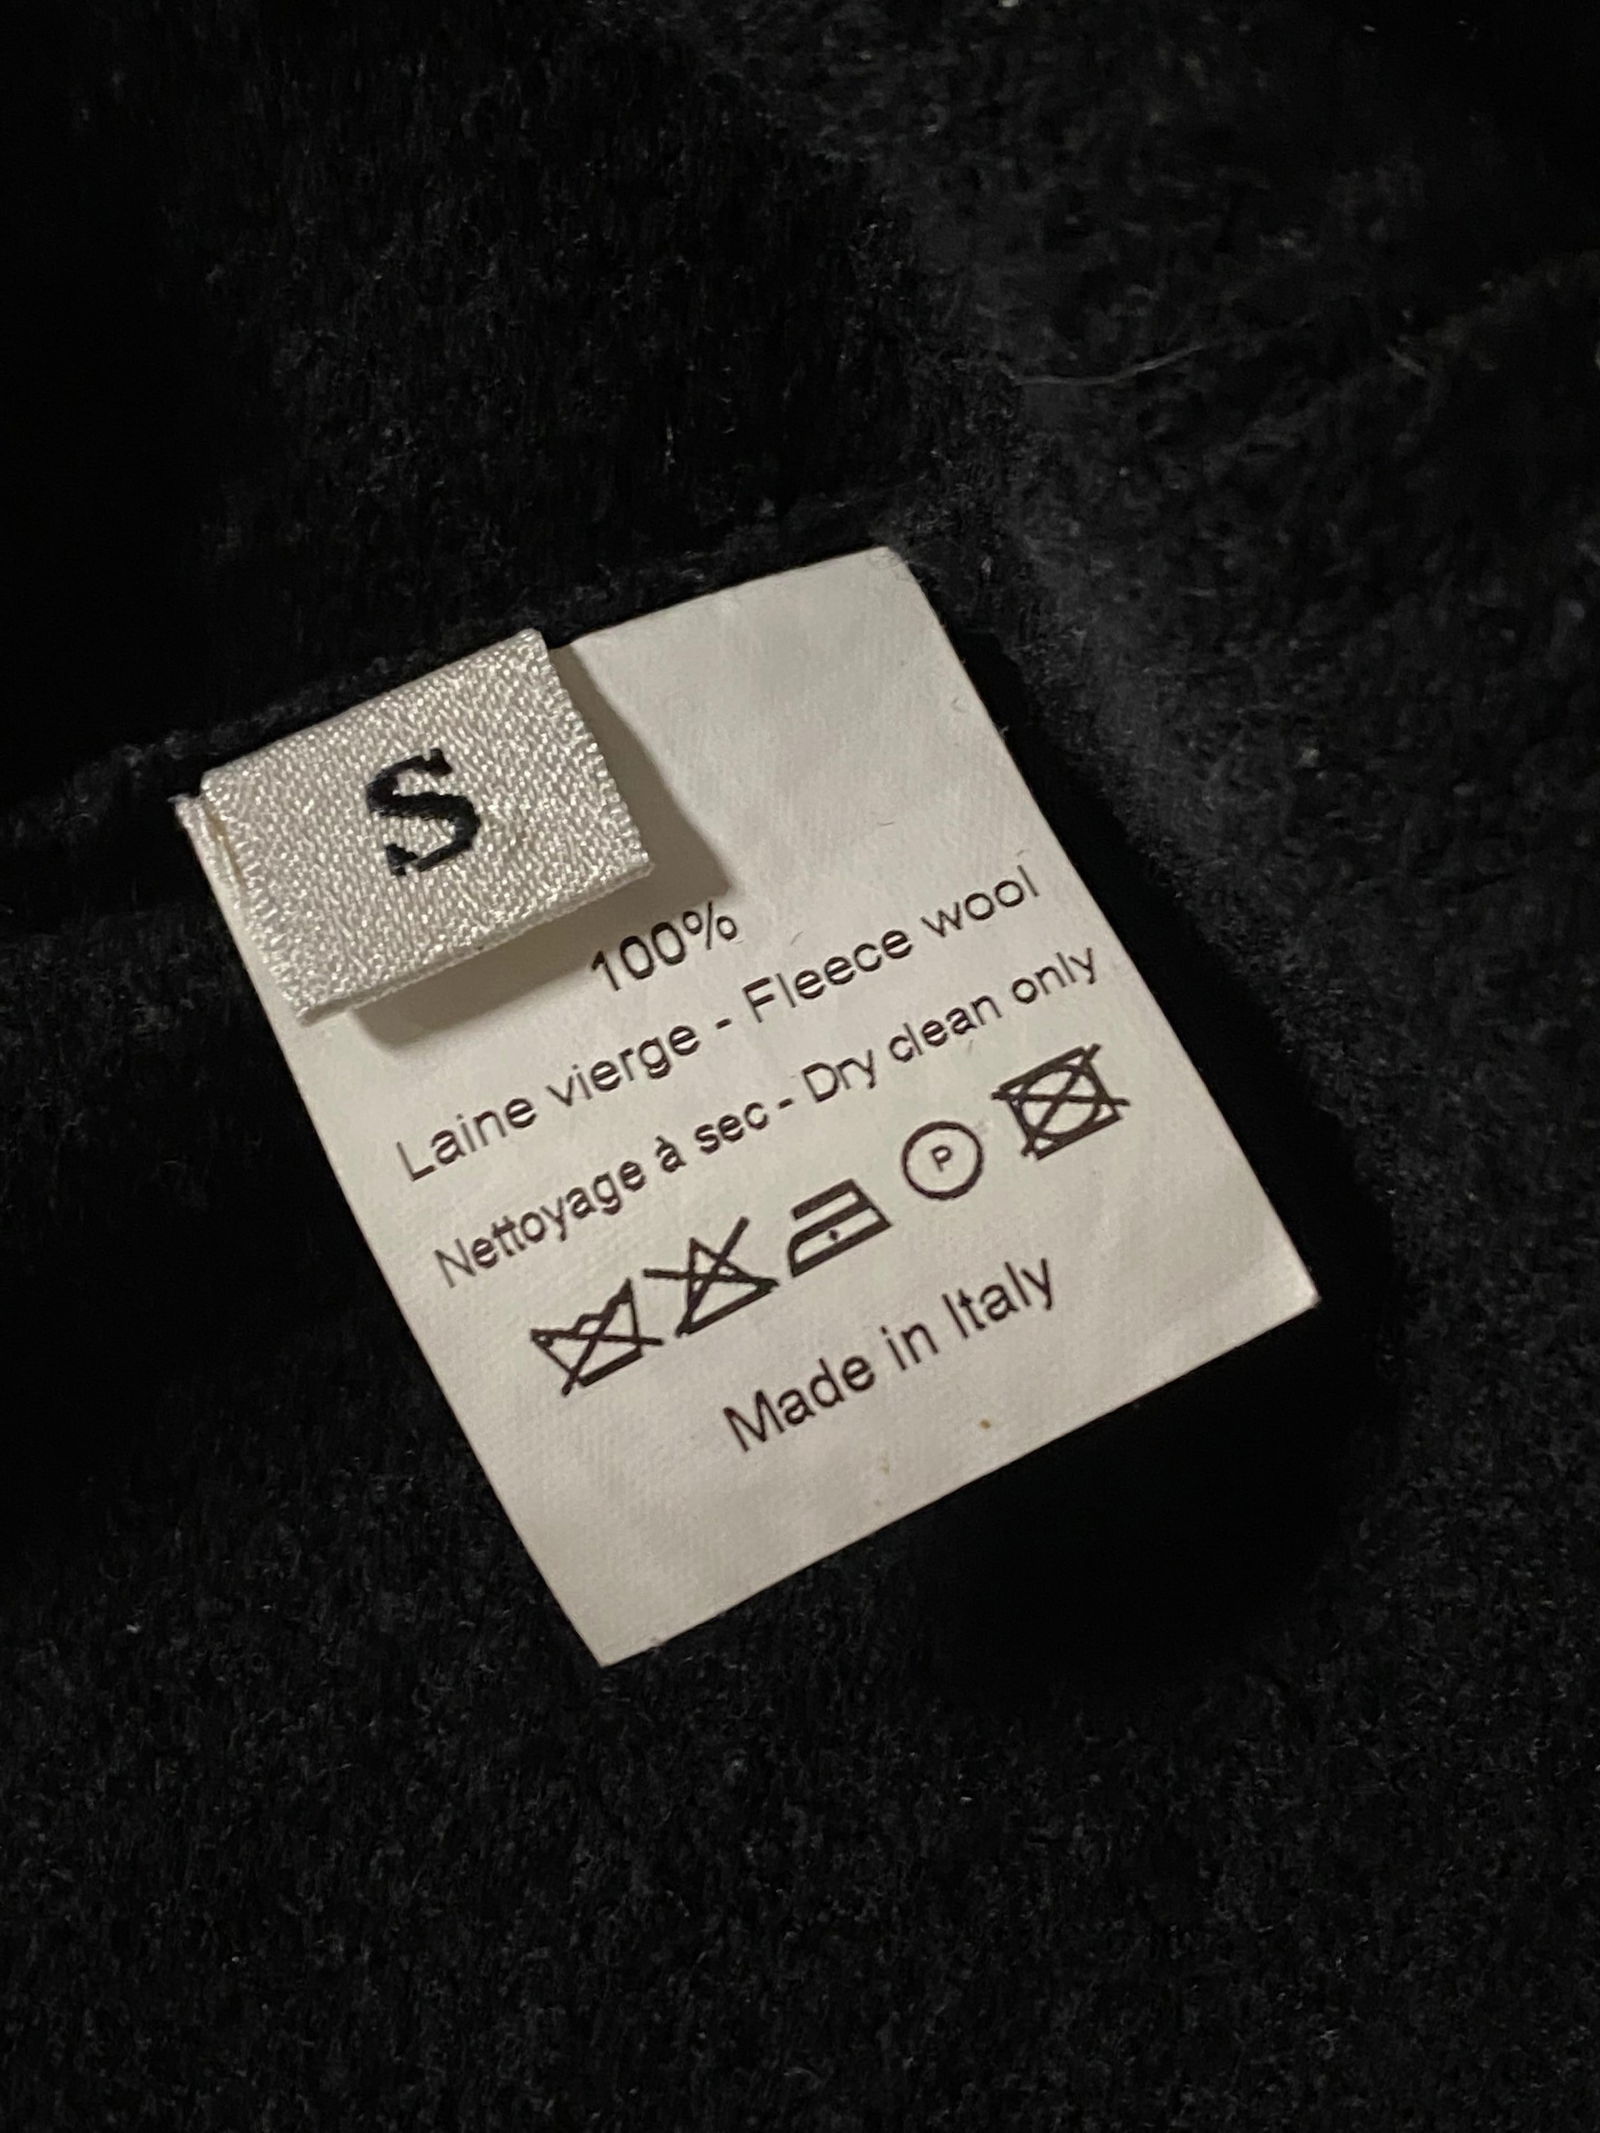 S
100%
Laine vierge - Fleece wool
Nettoyage à sec - Dry clean only
P
Made in Italy